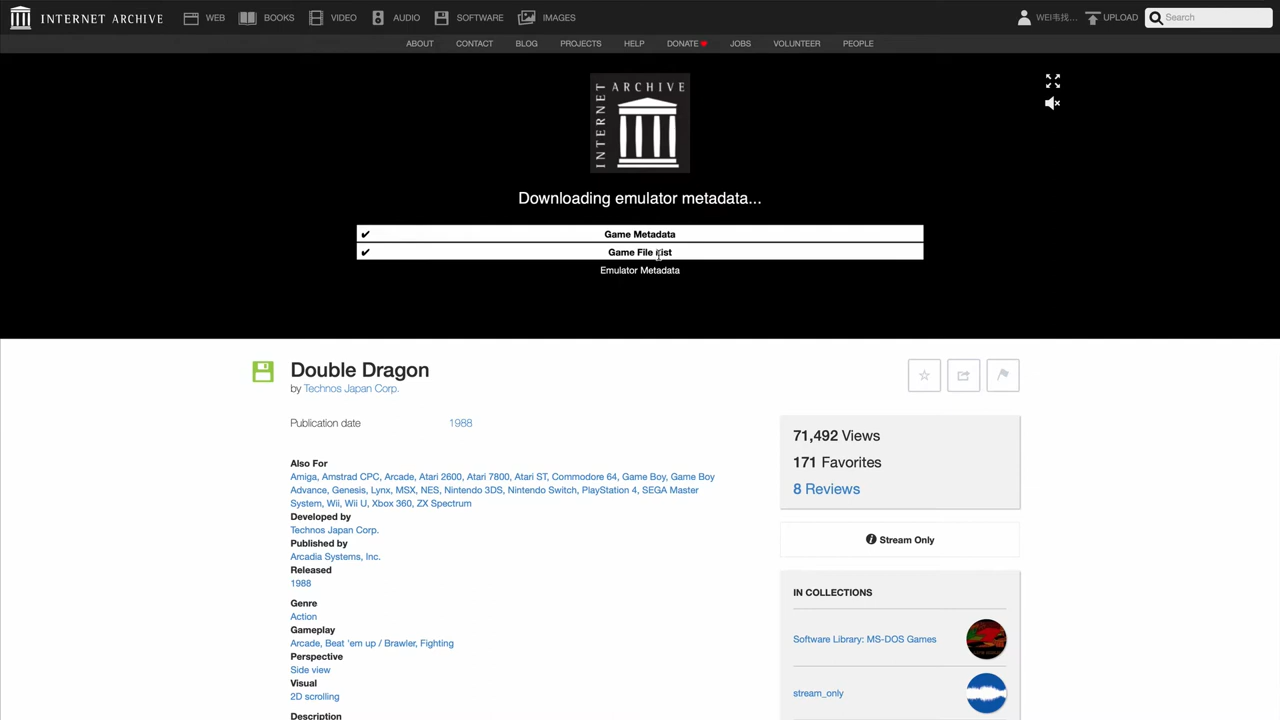 INTERNET ARCHIVE WEB BOOKS VIDEO AUDIO SOFTWARE IMAGES WEI韦找... UPLOAD Search
ABOUT CONTACT BLOG PROJECTS HELP DONATE JOBS VOLUNTEER PEOPLE
INTERNET ARCHIVE
Downloading emulator metadata...
✔ Game Metadata
✔ Game File List
Emulator Metadata
Double Dragon
by Technos Japan Corp.
Publication date 1988
Also For
Amiga, Amstrad CPC, Arcade, Atari 2600, Atari 7800, Atari ST, Commodore 64, Game Boy, Game Boy
Advance, Genesis, Lynx, MSX, NES, Nintendo 3DS, Nintendo Switch, PlayStation 4, SEGA Master
System, Wii, Wii U, Xbox 360, ZX Spectrum
Developed by
Technos Japan Corp.
Published by
Arcadia Systems, Inc.
Released
1988
Genre
Action
Gameplay
Arcade, Beat 'em up / Brawler, Fighting
Perspective
Side view
Visual
2D scrolling
Description
71,492 Views
171 Favorites
8 Reviews
Stream Only
IN COLLECTIONS
Software Library: MS-DOS Games
stream_only